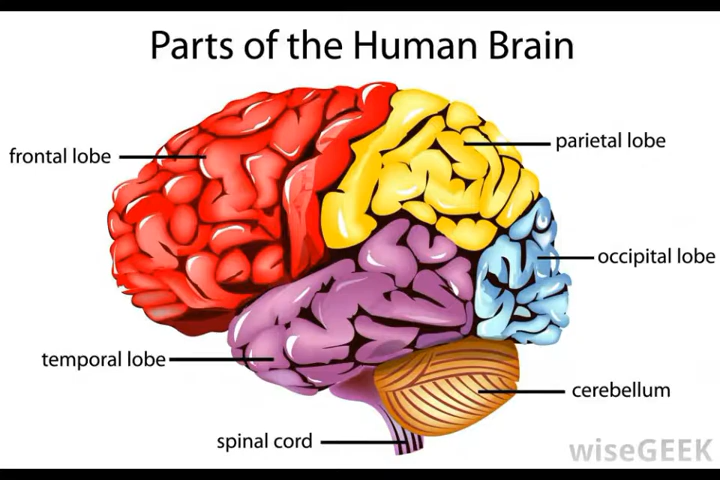 Parts of the Human Brain
frontal lobe
parietal lobe
occipital lobe
temporal lobe
cerebellum
spinal cord
wiseGEEK